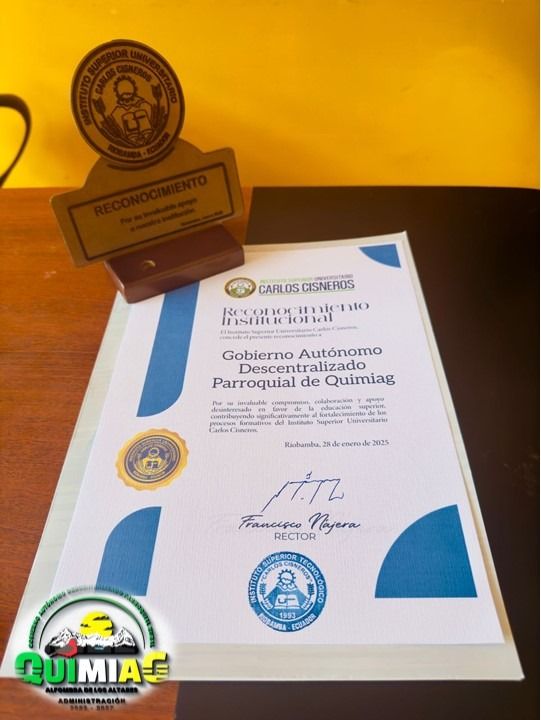 INSTITUTO SUPERIOR UNIVERSITARIO
CARLOS CISNEROS
RIOBAMBA - ECUADOR
RECONOCIMIENTO
Por su invaluable apoyo
a nuestra institución
INSTITUTO SUPERIOR UNIVERSITARIO
CARLOS CISNEROS
Reconocimiento
Institucional
El Instituto Superior Universitario Carlos Cisneros,
concede el presente reconocimiento a
Gobierno Autónomo
Descentralizado
Parroquial de Quimiag
Por su invaluable compromiso, colaboración y apoyo
desinteresado en favor de la educación superior,
contribuyendo significativamente al fortalecimiento de los
procesos formativos del Instituto Superior Universitario
Carlos Cisneros.
Riobamba, 28 de enero de 2025
Francisco Nájera
RECTOR
INSTITUTO SUPERIOR TECNOLÓGICO
"CARLOS CISNEROS"
1993
RIOBAMBA - ECUADOR
QUIMIAG
ALFOMBRA DE LOS ALTARES
ADMINISTRACIÓN
2023 - 2027